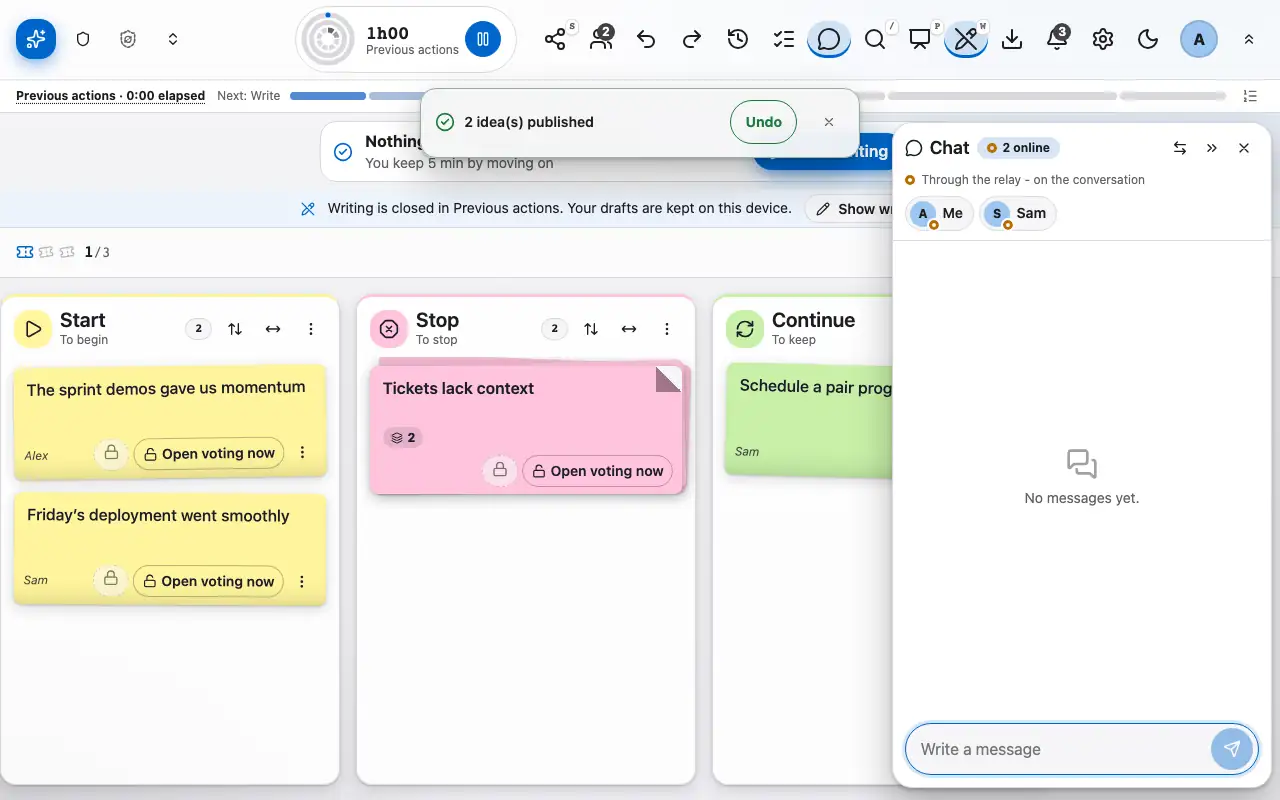 S
2
/
P
W
3
A
1h00
Previous actions
Previous actions · 0:00 elapsed
Next: Write
2 idea(s) published
Undo
Nothing
You keep 5 min by moving on
Writing is closed in Previous actions. Your drafts are kept on this device.
Show
1/3
Start
To begin
2
The sprint demos gave us momentum
Alex
Open voting now
Friday’s deployment went smoothly
Sam
Open voting now
Stop
To stop
2
Tickets lack context
2
Open voting now
Continue
To keep
Schedule a pair
Sam
Chat
2 online
Through the relay - on the conversation
A
Me
S
Sam
No messages yet.
Write a message